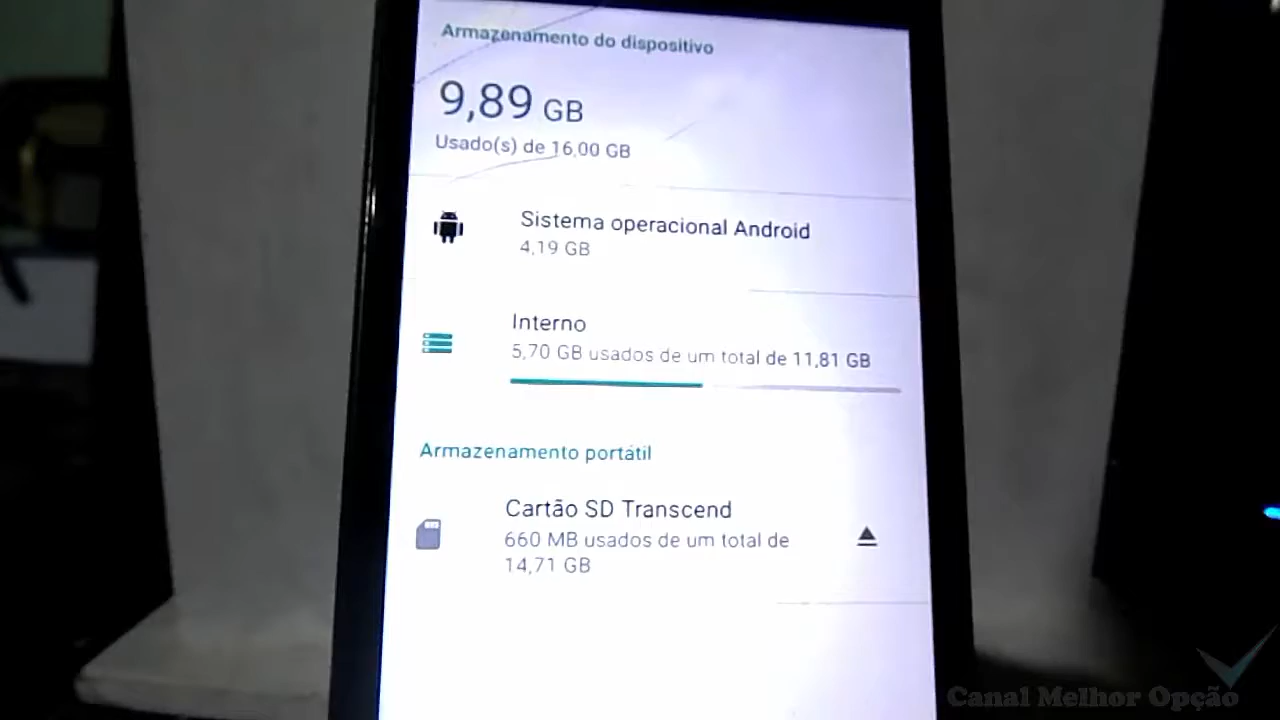 Armazenamento do dispositivo
9,89 GB
Usado(s) de 16,00 GB
Sistema operacional Android
4,19 GB
Interno
5,70 GB usados de um total de 11,81 GB
Armazenamento portátil
Cartão SD Transcend
660 MB usados de um total de
14,71 GB
Canal Melhor Opção